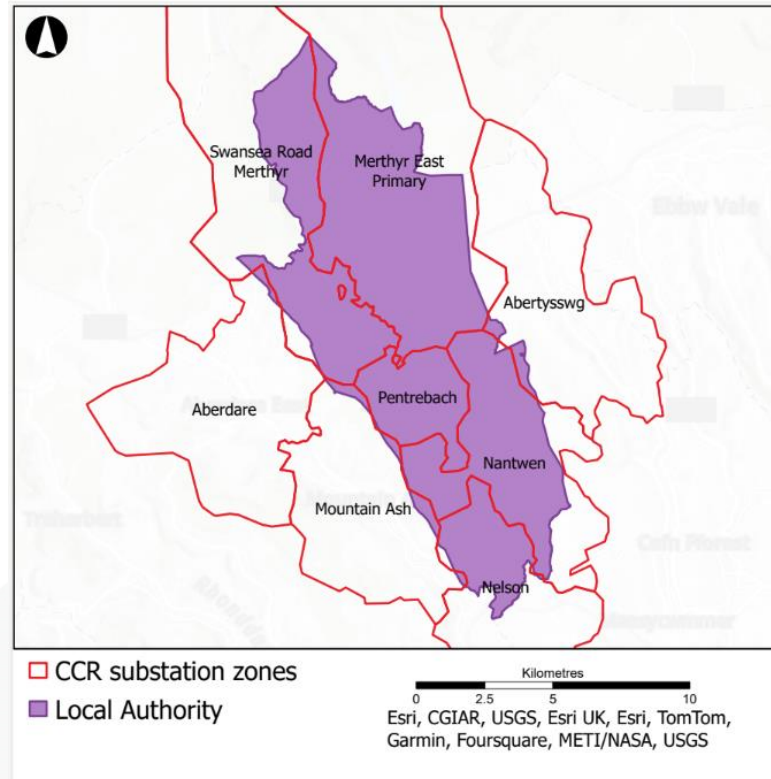 Swansea Road
Merthyr
Merthyr East
Primary
Ebbw Vale
Abertysswg
Aberdare
Pentrebach
Nantwen
Mountain Ash
Nelson
Treherbert
Rhondda
CCR substation zones
Local Authority
Kilometres
0 2.5 5 10
Esri, CGIAR, USGS, Esri UK, Esri, TomTom,
Garmin, Foursquare, METI/NASA, USGS